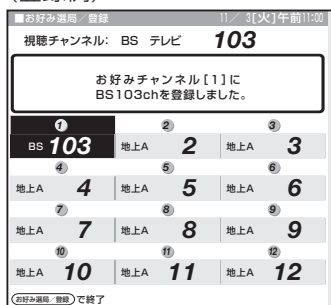 ■お好み選局／登録 11／ 3[火]午前11:00
視聴チャンネル: BS テレビ 103
お好みチャンネル[1]に
BS103chを登録しました。
1 2 3
BS 103 地上A 2 地上A 3
4 5 6
地上A 4 地上A 5 地上A 6
7 8 9
地上A 7 地上A 8 地上A 9
10 11 12
地上A 10 地上A 11 地上A 12
お好み選局/登録 で終了